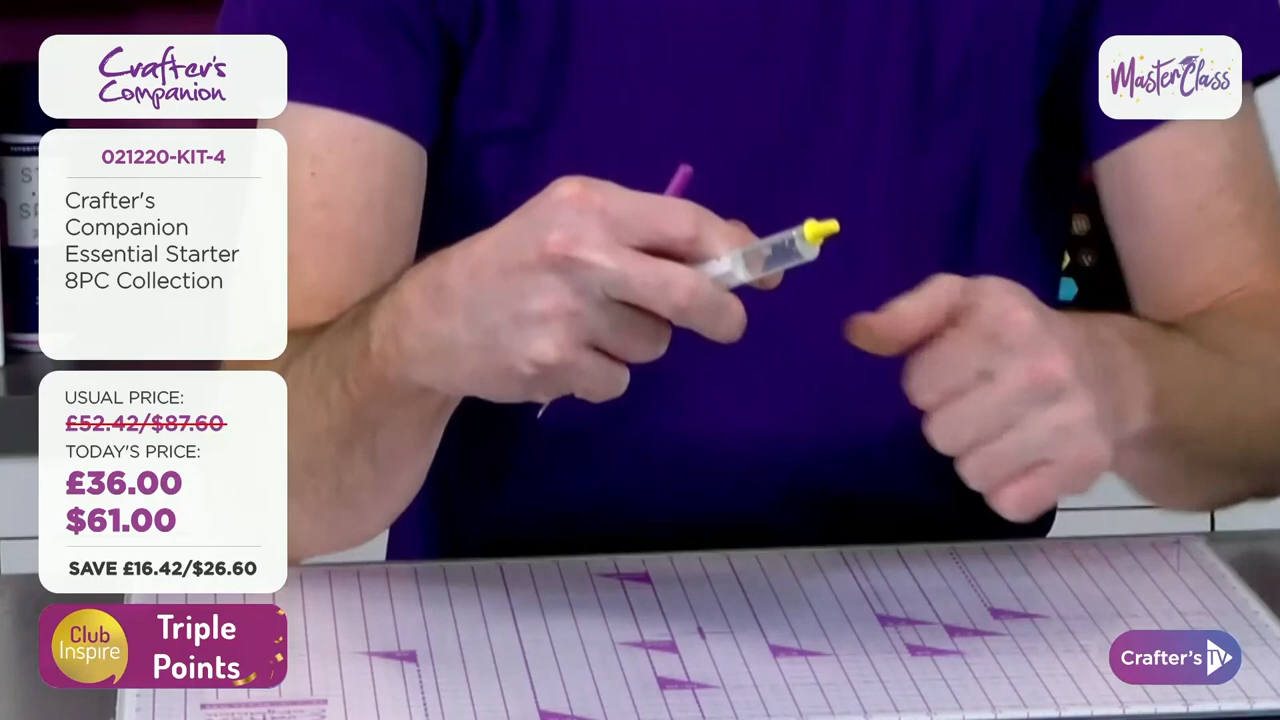 Crafter's
Companion
021220-KIT-4
Crafter's
Companion
Essential Starter
8PC Collection
USUAL PRICE:
£52.42/$87.60
TODAY'S PRICE:
£36.00
$61.00
SAVE £16.42/$26.60
Club
Inspire
Triple
Points
MasterClass
Crafter's TV